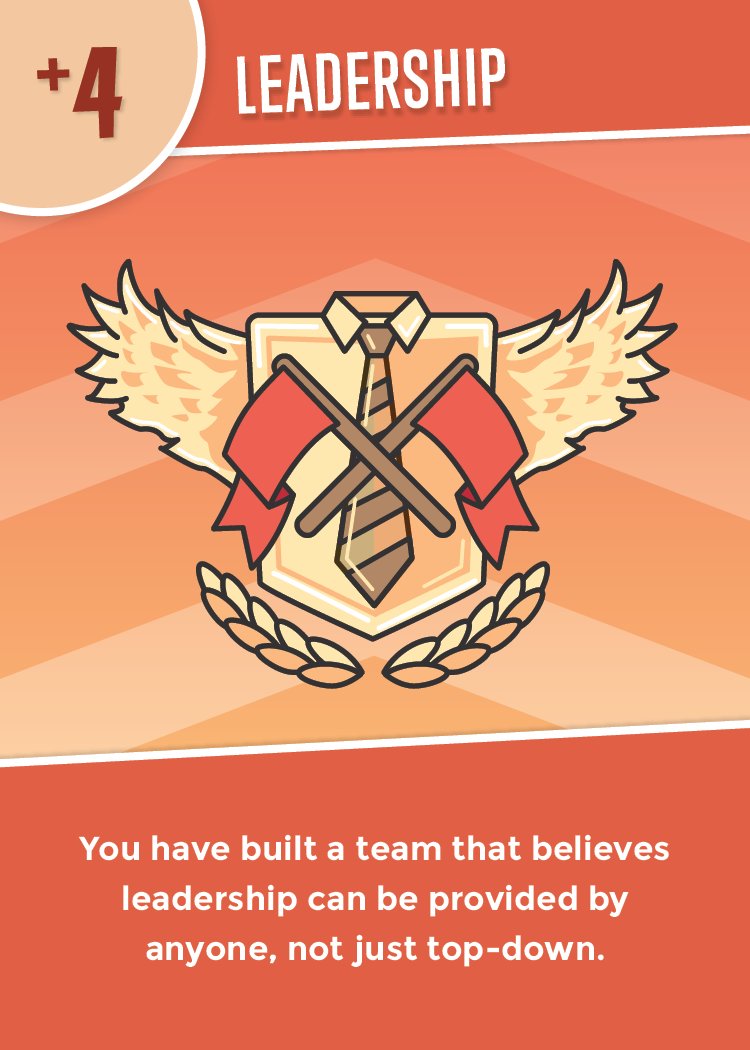 +4
LEADERSHIP
You have built a team that believes
leadership can be provided by
anyone, not just top-down.